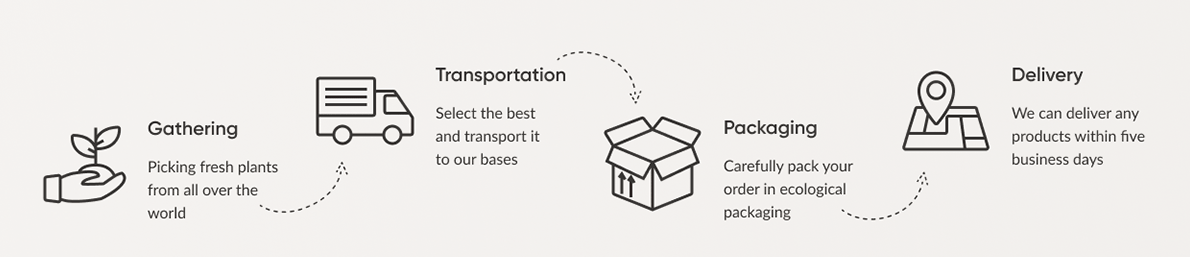 Gathering
Picking fresh plants
from all over the
world
Transportation
Select the best
and transport it
to our bases
Packaging
Carefully pack your
order in ecological
packaging
Delivery
We can deliver any
products within five
business days